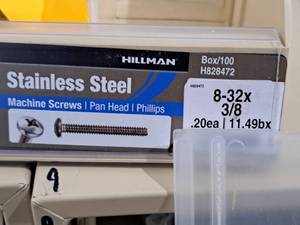 HILLMAN
Box/100
H828472
Stainless Steel
Machine Screws | Pan Head | Phillips
H828472
8-32x
3/8
.20ea | 11.49bx
4